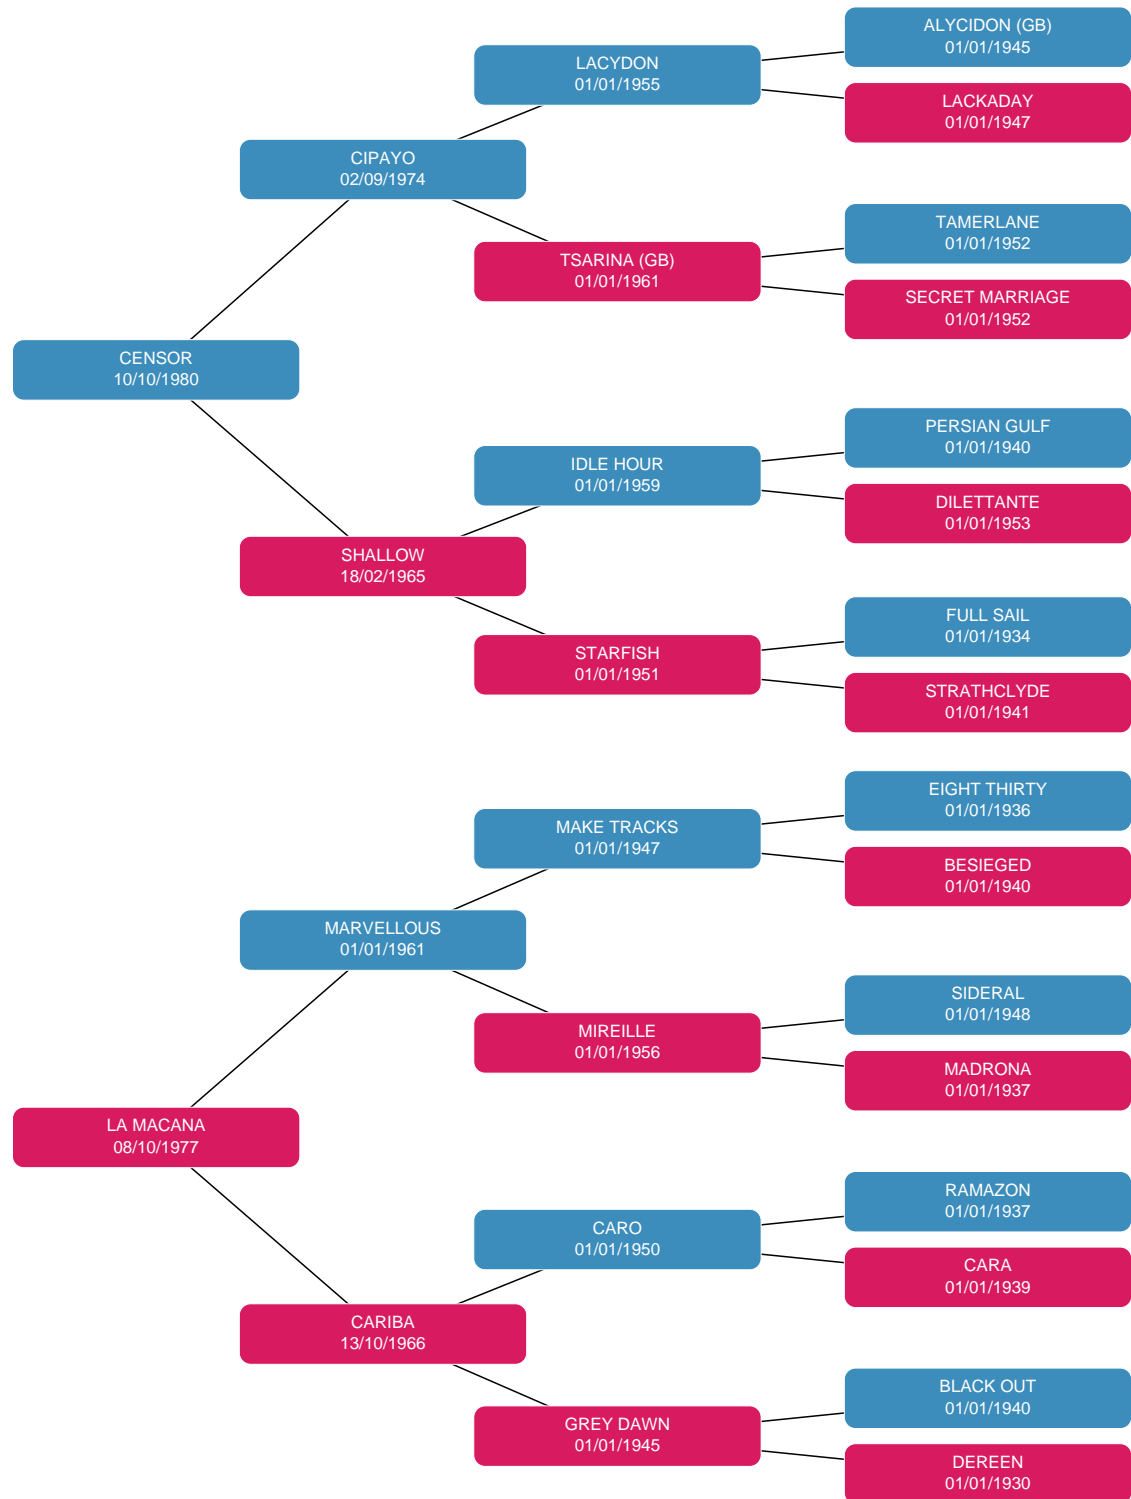 ALYCIDON (GB)
01/01/1945
LACYDON
01/01/1955
LACKADAY
01/01/1947
CIPAYO
02/09/1974
TAMERLANE
01/01/1952
TSARINA (GB)
01/01/1961
SECRET MARRIAGE
01/01/1952
CENSOR
10/10/1980
PERSIAN GULF
01/01/1940
IDLE HOUR
01/01/1959
DILETTANTE
01/01/1953
SHALLOW
18/02/1965
FULL SAIL
01/01/1934
STARFISH
01/01/1951
STRATHCLYDE
01/01/1941
EIGHT THIRTY
01/01/1936
MAKE TRACKS
01/01/1947
BESIEGED
01/01/1940
MARVELLOUS
01/01/1961
SIDERAL
01/01/1948
MIREILLE
01/01/1956
MADRONA
01/01/1937
LA MACANA
08/10/1977
RAMAZON
01/01/1937
CARO
01/01/1950
CARA
01/01/1939
CARIBA
13/10/1966
BLACK OUT
01/01/1940
GREY DAWN
01/01/1945
DEREEN
01/01/1930